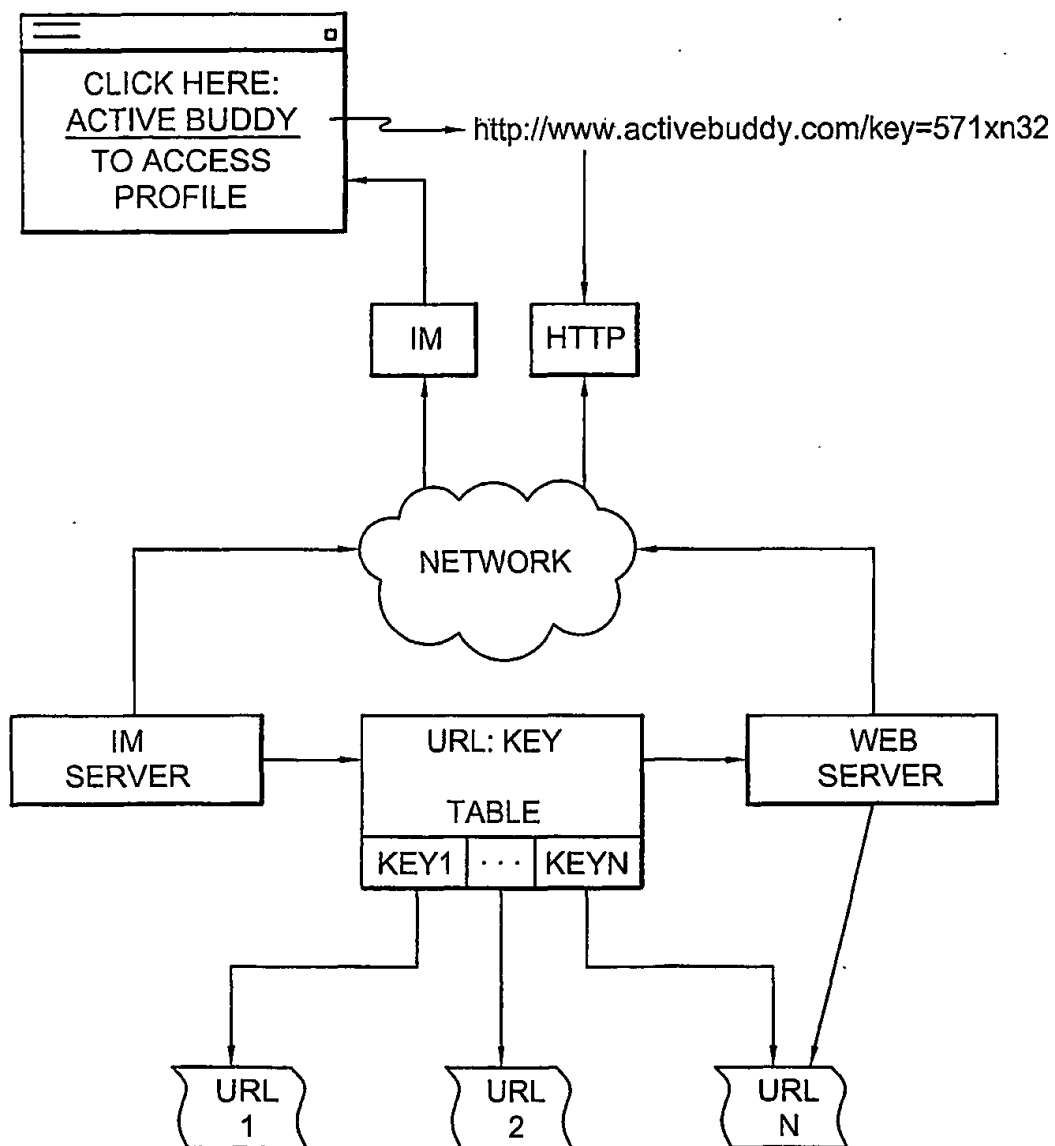 CLICK HERE:
ACTIVE BUDDY
TO ACCESS
PROFILE
http://www.activebuddy.com/key=571xn32
IM
HTTP
NETWORK
IM
SERVER
URL: KEY
TABLE
KEY1 ... KEYN
WEB
SERVER
URL
1
URL
2
URL
N